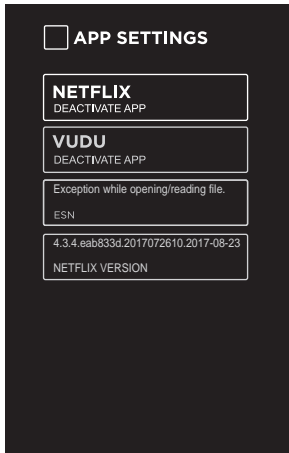 APP SETTINGS
NETFLIX
DEACTIVATE APP
VUDU
DEACTIVATE APP
Exception while opening/reading file.
ESN
4.3.4.eab833d.2017072610.2017-08-23
NETFLIX VERSION